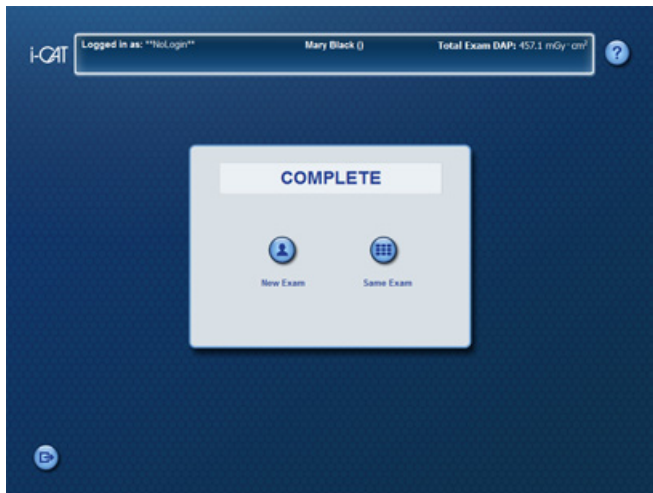 i-CAT
Logged in as: **NoLogin** Mary Black () Total Exam DAP: 457.1 mGy·cm²
?
COMPLETE
New Exam Same Exam